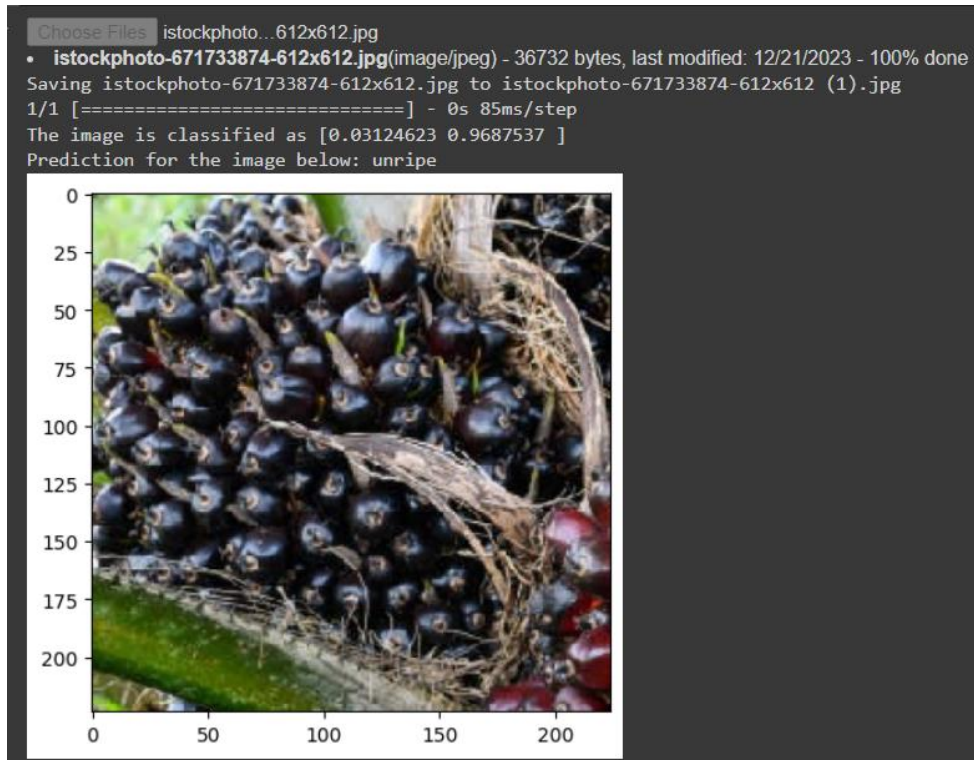 Choose Files istockphoto...612x612.jpg
• istockphoto-671733874-612x612.jpg(image/jpeg) - 36732 bytes, last modified: 12/21/2023 - 100% done
Saving istockphoto-671733874-612x612.jpg to istockphoto-671733874-612x612 (1).jpg
1/1 [==============================] - 0s 85ms/step
The image is classified as [0.03124623 0.9687537 ]
Prediction for the image below: unripe
0
25
50
75
100
125
150
175
200
0 50 100 150 200